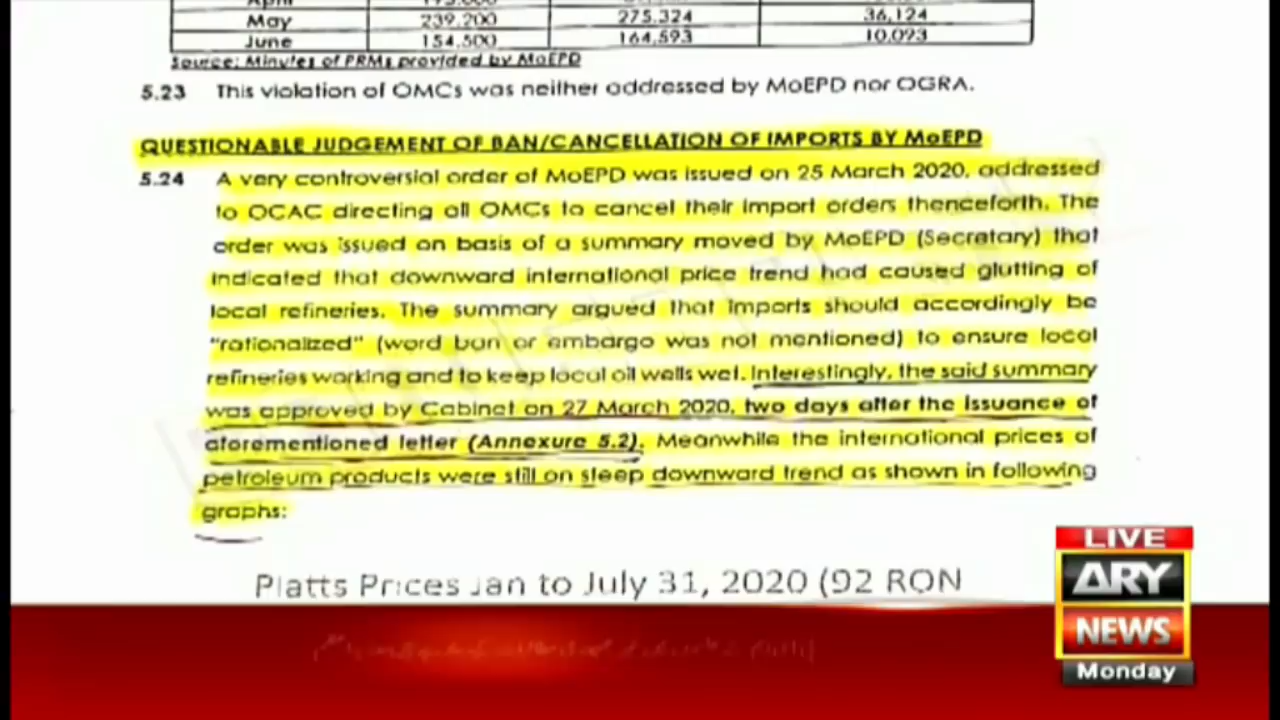 May 239.200 275.324 36,124
June 154,500 164,593 10,093
Source: Minutes of PRMs provided by MoEPD
5.23 This violation of OMCs was neither addressed by MoEPD nor OGRA.
QUESTIONABLE JUDGEMENT OF BAN/CANCELLATION OF IMPORTS BY MoEPD
5.24 A very controversial order of MoEPD was issued on 25 March 2020, addressed
to OCAC directing all OMCs to cancel their import orders thenceforth. The
order was issued on basis of a summary moved by MoEPD (Secretary) that
indicated that downward international price trend had caused glutting of
local refineries. The summary argued that imports should accordingly be
"rationalized" (word ban or embargo was not mentioned) to ensure local
refineries working and to keep local oil wells wet. Interestingly, the said summary
was approved by Cabinet on 27 March 2020, two days after the issuance of
aforementioned letter (Annexure 5.2). Meanwhile the international prices of
petroleum products were still on steep downward trend as shown in following
graphs:
Platts Prices Jan to July 31, 2020 (92 RON
LIVE
ARY
NEWS
Monday